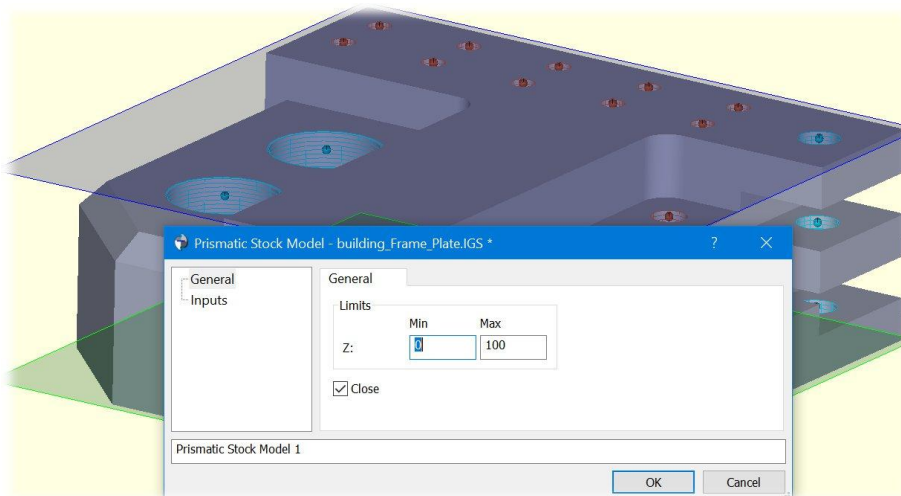 Prismatic Stock Model - building_Frame_Plate.IGS *
?
General
Inputs
General
Limits
Min Max
Z: 0 100
Close
Prismatic Stock Model 1
OK Cancel